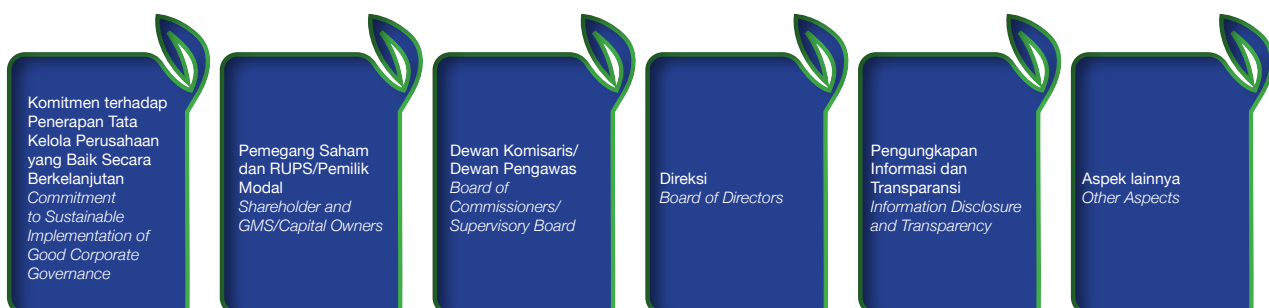 Komitmen terhadap
Penerapan Tata
Kelola Perusahaan
yang Baik Secara
Berkelanjutan
Commitment
to Sustainable
Implementation of
Good Corporate
Governance
Pemegang Saham
dan RUPS/Pemilik
Modal
Shareholder and
GMS/Capital Owners
Dewan Komisaris/
Dewan Pengawas
Board of
Commissioners/
Supervisory Board
Direksi
Board of Directors
Pengungkapan
Informasi dan
Transparansi
Information Disclosure
and Transparency
Aspek lainnya
Other Aspects